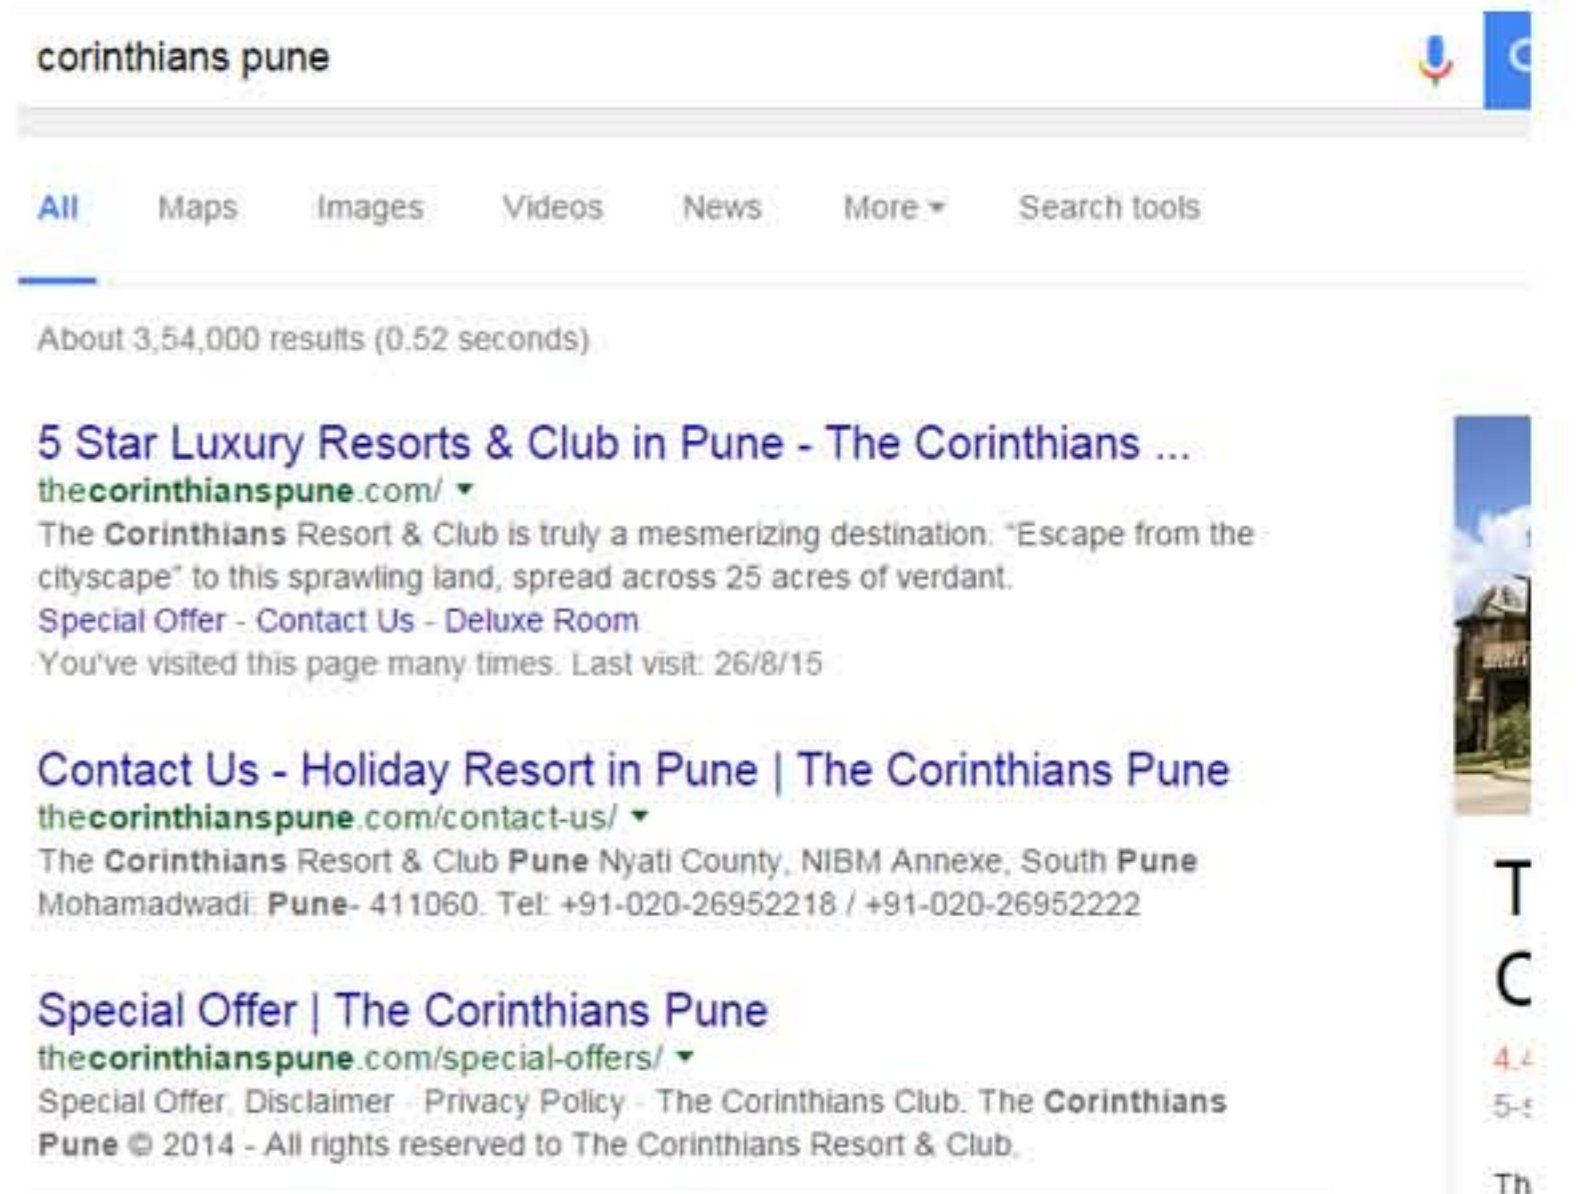 corinthians pune
All Maps Images Videos News More Search tools
About 3,54,000 results (0.52 seconds)
5 Star Luxury Resorts & Club in Pune - The Corinthians ...
thecorinthianspune.com/
The Corinthians Resort & Club is truly a mesmerizing destination. "Escape from the
cityscape" to this sprawling land, spread across 25 acres of verdant.
Special Offer - Contact Us - Deluxe Room
You've visited this page many times. Last visit: 26/8/15
Contact Us - Holiday Resort in Pune | The Corinthians Pune
thecorinthianspune.com/contact-us/
The Corinthians Resort & Club Pune Nyati County, NIBM Annexe, South Pune
Mohamadwadi. Pune- 411060. Tel: +91-020-26952218 / +91-020-26952222
Special Offer | The Corinthians Pune
thecorinthianspune.com/special-offers/
Special Offer. Disclaimer · Privacy Policy · The Corinthians Club. The Corinthians
Pune © 2014 - All rights reserved to The Corinthians Resort & Club.